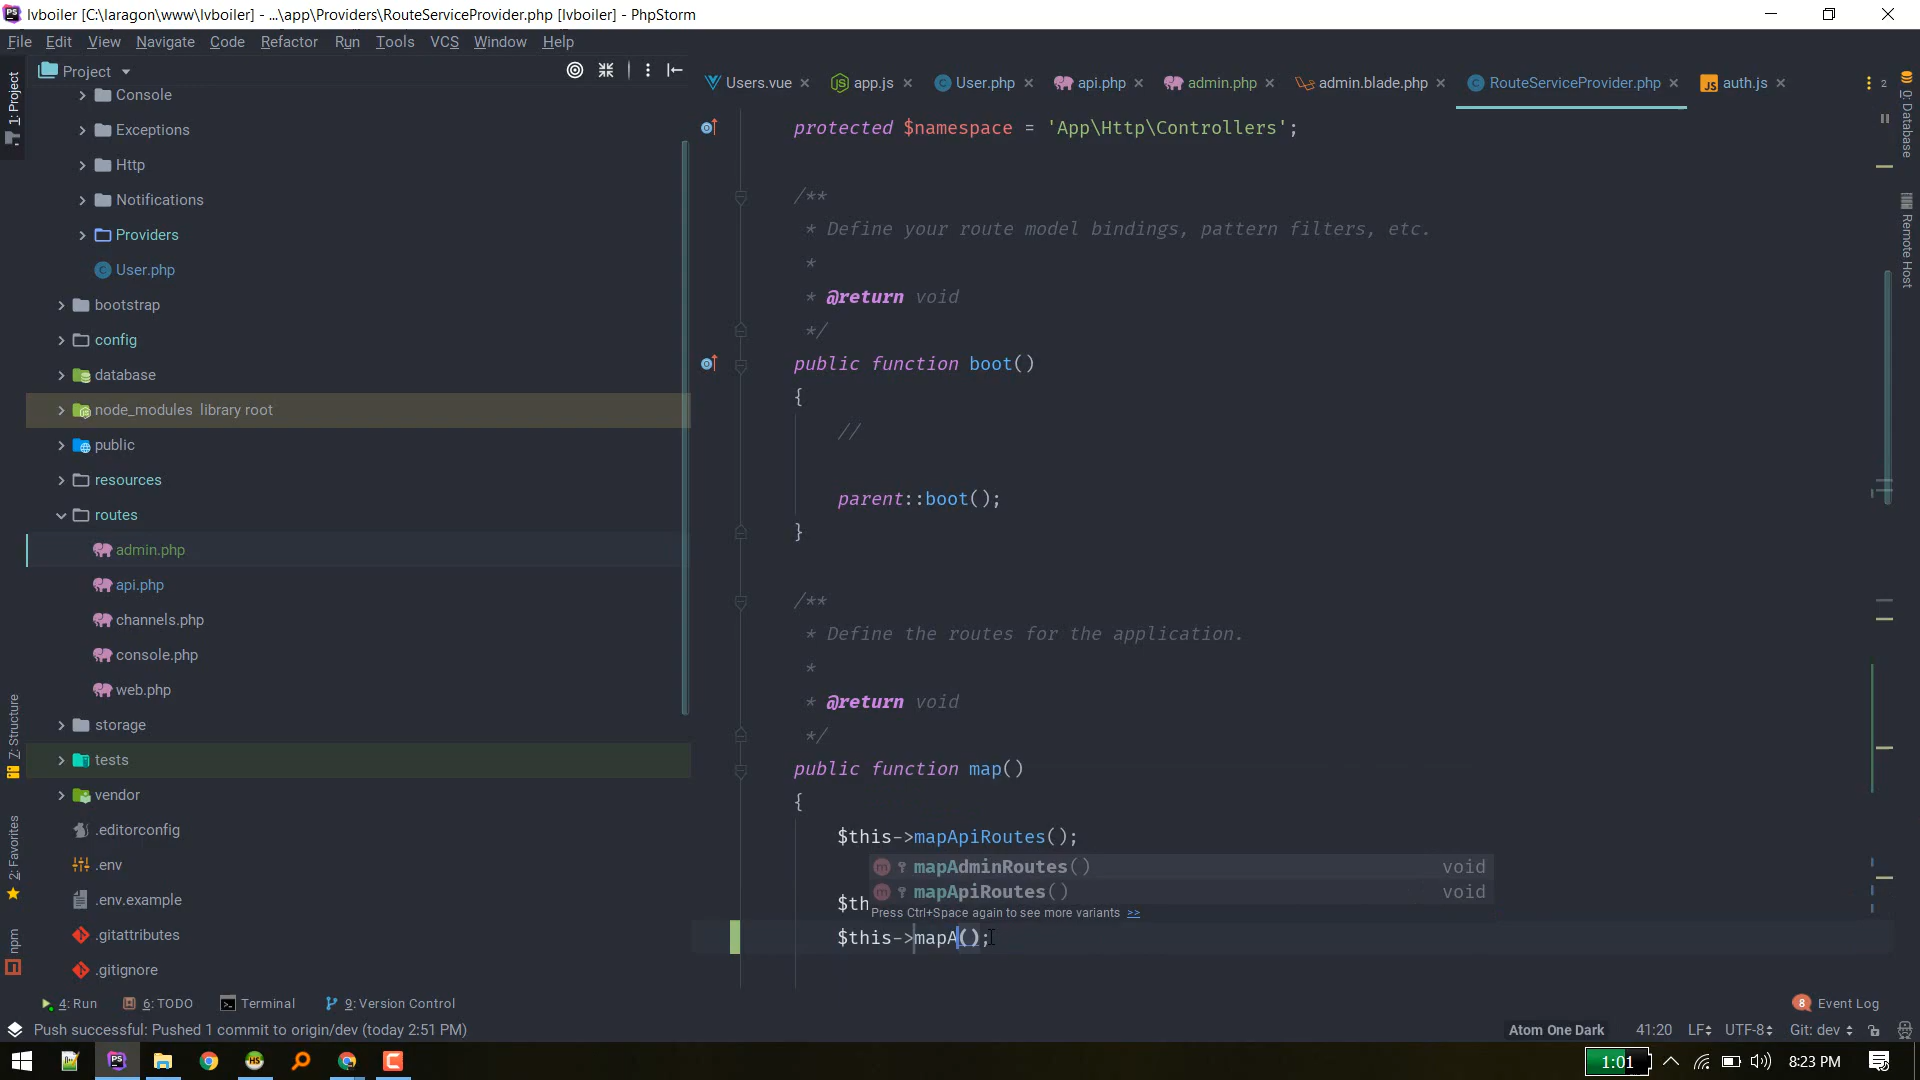 lvboiler [C:\laragon\www\lvboiler] - ...\app\Providers\RouteServiceProvider.php [lvboiler] - PhpStorm
File Edit View Navigate Code Refactor Run Tools VCS Window Help
Project
Users.vue app.js User.php api.php admin.php admin.blade.php RouteServiceProvider.php auth.js 2
1: Project
Console
Exceptions
Http
Notifications
Providers
User.php
bootstrap
config
database
node_modules library root
public
resources
routes
admin.php
api.php
channels.php
console.php
web.php
storage
tests
vendor
.editorconfig
.env
.env.example
.gitattributes
.gitignore
Z: Structure
2: Favorites
npm
protected $namespace = 'App\Http\Controllers';
/**
* Define your route model bindings, pattern filters, etc.
*
* @return void
*/
public function boot()
{
//
parent::boot();
}
/**
* Define the routes for the application.
*
* @return void
*/
public function map()
{
$this->mapApiRoutes();
mapAdminRoutes() void
mapApiRoutes() void
$th
Press Ctrl+Space again to see more variants >>
$this->mapA();
0: Database
Remote Host
4: Run 6: TODO Terminal 9: Version Control
8 Event Log
Push successful: Pushed 1 commit to origin/dev (today 2:51 PM)
Atom One Dark 41:20 LF UTF-8 Git: dev
PS HS
1:01
8:23 PM